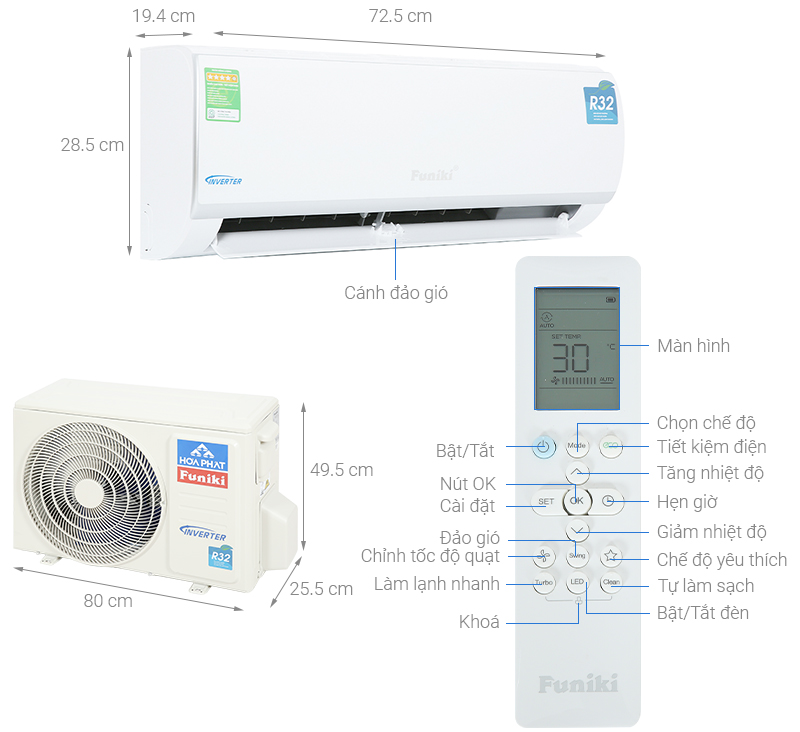 19.4 cm
72.5 cm
28.5 cm
R32
INVERTER
Funiki
Cánh đảo gió
AUTO
SET TEMP.
30 °C
AUTO
Màn hình
HÒA PHÁT
Funiki
INVERTER
R32
49.5 cm
80 cm
25.5 cm
Chọn chế độ
Bật/Tắt
Mode
eco
Tiết kiệm điện
Tăng nhiệt độ
Nút OK
Cài đặt
SET
OK
Hẹn giờ
Đảo gió
Giảm nhiệt độ
Chỉnh tốc độ quạt
Swing
Chế độ yêu thích
Làm lạnh nhanh
Turbo
LED
Clean
Tự làm sạch
Khoá
Bật/Tắt đèn
Funiki